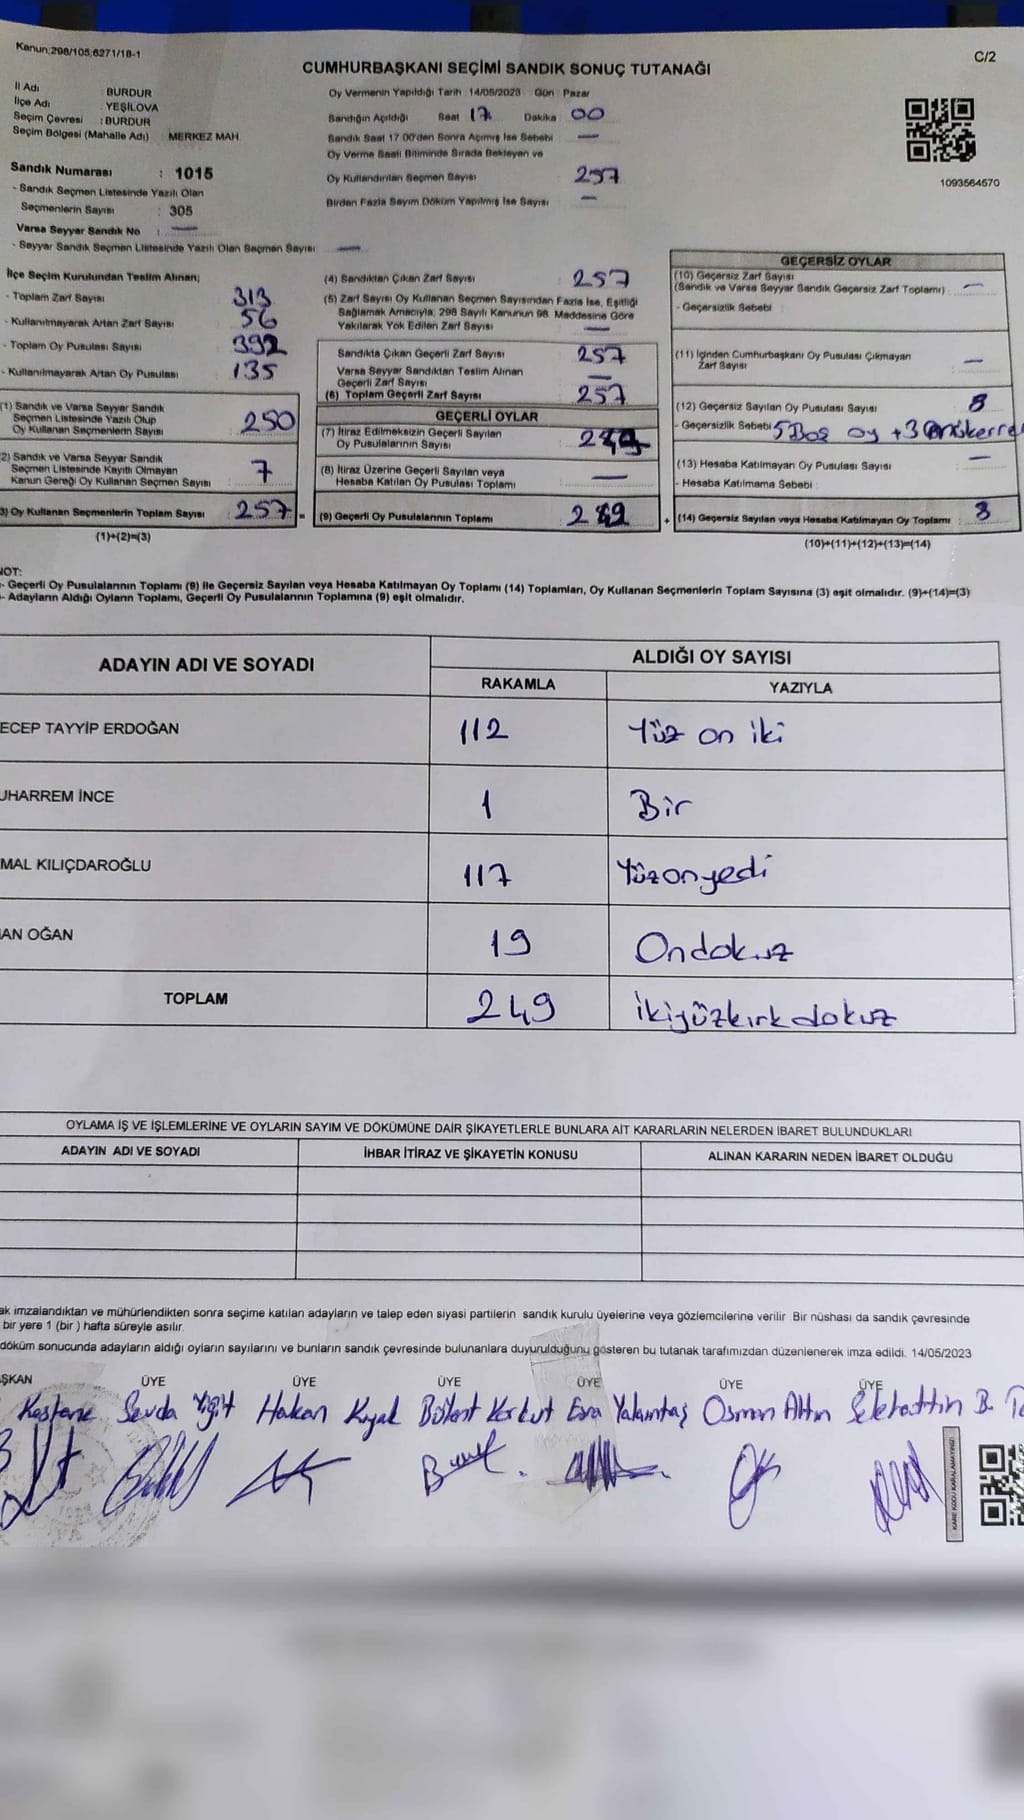 Kanun;298/105;6271/18-1
C/2
CUMHURBAŞKANI SEÇİMİ SANDIK SONUÇ TUTANAĞI
İl Adı : BURDUR
İlçe Adı : YEŞİLOVA
Seçim Çevresi : BURDUR
Seçim Bölgesi (Mahalle Adı) : MERKEZ MAH.
Sandık Numarası : 1015
- Sandık Seçmen Listesinde Yazılı Olan
Seçmenlerin Sayısı : 305
Varsa Seyyar Sandık No : —
- Seyyar Sandık Seçmen Listesinde Yazılı Olan Seçmen Sayısı : —
Oy Vermenin Yapıldığı Tarih : 14/05/2023 Gün : Pazar
Sandığın Açıldığı Saat 17 Dakika : 00
Sandık Saat 17.00'den Sonra Açılmış İse Sebebi : —
Oy Verme Saati Bitiminde Sırada Bekleyen ve
Oy Kullandırılan Seçmen Sayısı : 257
Birden Fazla Sayım Döküm Yapılmış İse Sayısı : —
1093564570
İlçe Seçim Kurulundan Teslim Alınan;
- Toplam Zarf Sayısı : 313
- Kullanılmayarak Artan Zarf Sayısı : 56
- Toplam Oy Pusulası Sayısı : 392
- Kullanılmayarak Artan Oy Pusulası : 135
1) Sandık ve Varsa Seyyar Sandık
Seçmen Listesinde Yazılı Olup
Oy Kullanan Seçmenlerin Sayısı : 250
2) Sandık ve Varsa Seyyar Sandık
Seçmen Listesinde Kayıtlı Olmayan
Kanun Gereği Oy Kullanan Seçmen Sayısı : 7
3) Oy Kullanan Seçmenlerin Toplam Sayısı : 257 =
(1)+(2)=(3)
(4) Sandıktan Çıkan Zarf Sayısı : 257
(5) Zarf Sayısı Oy Kullanan Seçmen Sayısından Fazla İse, Eşitliği
Sağlamak Amacıyla, 298 Sayılı Kanunun 98. Maddesine Göre
Yakılarak Yok Edilen Zarf Sayısı : —
Sandıkta Çıkan Geçerli Zarf Sayısı : 257
Varsa Seyyar Sandıktan Teslim Alınan
Geçerli Zarf Sayısı : —
(6) Toplam Geçerli Zarf Sayısı : 257
GEÇERLİ OYLAR
(7) İtiraz Edilmeksizin Geçerli Sayılan
Oy Pusulalarının Sayısı : 249
(8) İtiraz Üzerine Geçerli Sayılan veya
Hesaba Katılan Oy Pusulası Toplamı : —
(9) Geçerli Oy Pusulalarının Toplamı : 249 +
GEÇERSİZ OYLAR
(10) Geçersiz Zarf Sayısı
(Sandık ve Varsa Seyyar Sandık Geçersiz Zarf Toplamı) : —
- Geçersizlik Sebebi :
(11) İçinden Cumhurbaşkanı Oy Pusulası Çıkmayan
Zarf Sayısı : —
(12) Geçersiz Sayılan Oy Pusulası Sayısı : 8
- Geçersizlik Sebebi : 5 Boş oy + 3
(13) Hesaba Katılmayan Oy Pusulası Sayısı : —
- Hesaba Katılmama Sebebi :
(14) Geçersiz Sayılan veya Hesaba Katılmayan Oy Toplamı : 8
(10)+(11)+(12)+(13)=(14)
NOT:
- Geçerli Oy Pusulalarının Toplamı (9) ile Geçersiz Sayılan veya Hesaba Katılmayan Oy Toplamı (14) Toplamları, Oy Kullanan Seçmenlerin Toplam Sayısına (3) eşit olmalıdır. (9)+(14)=(3)
- Adayların Aldığı Oyların Toplamı, Geçerli Oy Pusulalarının Toplamına (9) eşit olmalıdır.
ADAYIN ADI VE SOYADI
ALDIĞI OY SAYISI
RAKAMLA YAZIYLA
ECEP TAYYİP ERDOĞAN 112 Yüz on iki
UHARREM İNCE 1 Bir
MAL KILIÇDAROĞLU 117 Yüzonyedi
AN OĞAN 19 Ondokuz
TOPLAM 249 ikiyüzkırkdokuz
OYLAMA İŞ VE İŞLEMLERİNE VE OYLARIN SAYIM VE DÖKÜMÜNE DAİR ŞİKAYETLERLE BUNLARA AİT KARARLARIN NELERDEN İBARET BULUNDUKLARI
ADAYIN ADI VE SOYADI İHBAR İTİRAZ VE ŞİKAYETİN KONUSU ALINAN KARARIN NEDEN İBARET OLDUĞU
ak imzalandıktan ve mühürlendikten sonra seçime katılan adayların ve talep eden siyasi partilerin sandık kurulu üyelerine veya gözlemcilerine verilir. Bir nüshası da sandık çevresinde
bir yere 1 (bir ) hafta süreyle asılır.
döküm sonucunda adayların aldığı oyların sayılarını ve bunların sandık çevresinde bulunanlara duyurulduğunu gösteren bu tutanak tarafımızdan düzenlenerek imza edildi. 14/05/2023
ŞKAN ÜYE ÜYE ÜYE ÜYE ÜYE ÜYE
Kestane Sevda Yiğit Hakan Kıyak Bülent Korkut Esra Yalamtaş Osman Altın Selehattin B.
KARE KODU KARALAMAYINIZ!